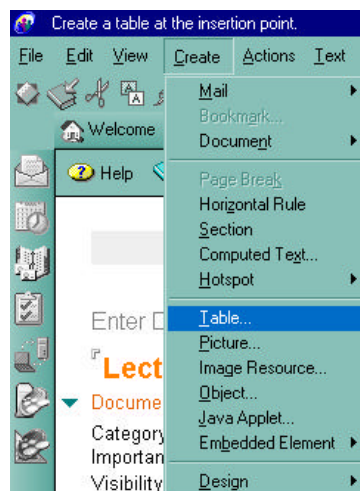 Create a table at the insertion point.
File Edit View Create Actions Text
Mail
Bookmark...
Welcome
Document
Help
Page Break
Horizontal Rule
Section
Computed Text...
Hotspot
Enter
Table...
Picture...
Lect
Image Resource...
Object...
Docume
Java Applet...
Category
Embedded Element
Importan
Visibility
Design